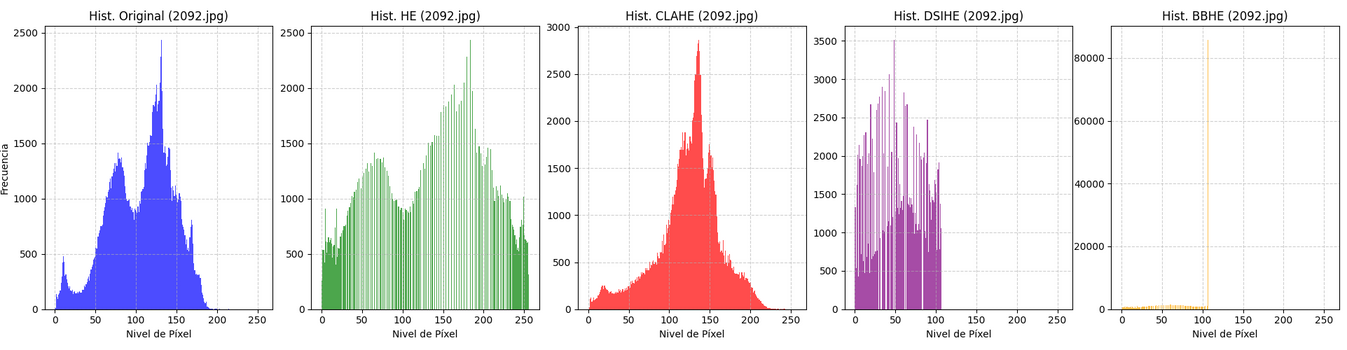 Hist. Original (2092.jpg)
Frecuencia
2500
2000
1500
1000
500
0
0 50 100 150 200 250
Nivel de Píxel
Hist. HE (2092.jpg)
2500
2000
1500
1000
500
0
0 50 100 150 200 250
Nivel de Píxel
Hist. CLAHE (2092.jpg)
3000
2500
2000
1500
1000
500
0
0 50 100 150 200 250
Nivel de Píxel
Hist. DSIHE (2092.jpg)
3500
3000
2500
2000
1500
1000
500
0
0 50 100 150 200 250
Nivel de Píxel
Hist. BBHE (2092.jpg)
80000
60000
40000
20000
0
0 50 100 150 200 250
Nivel de Píxel